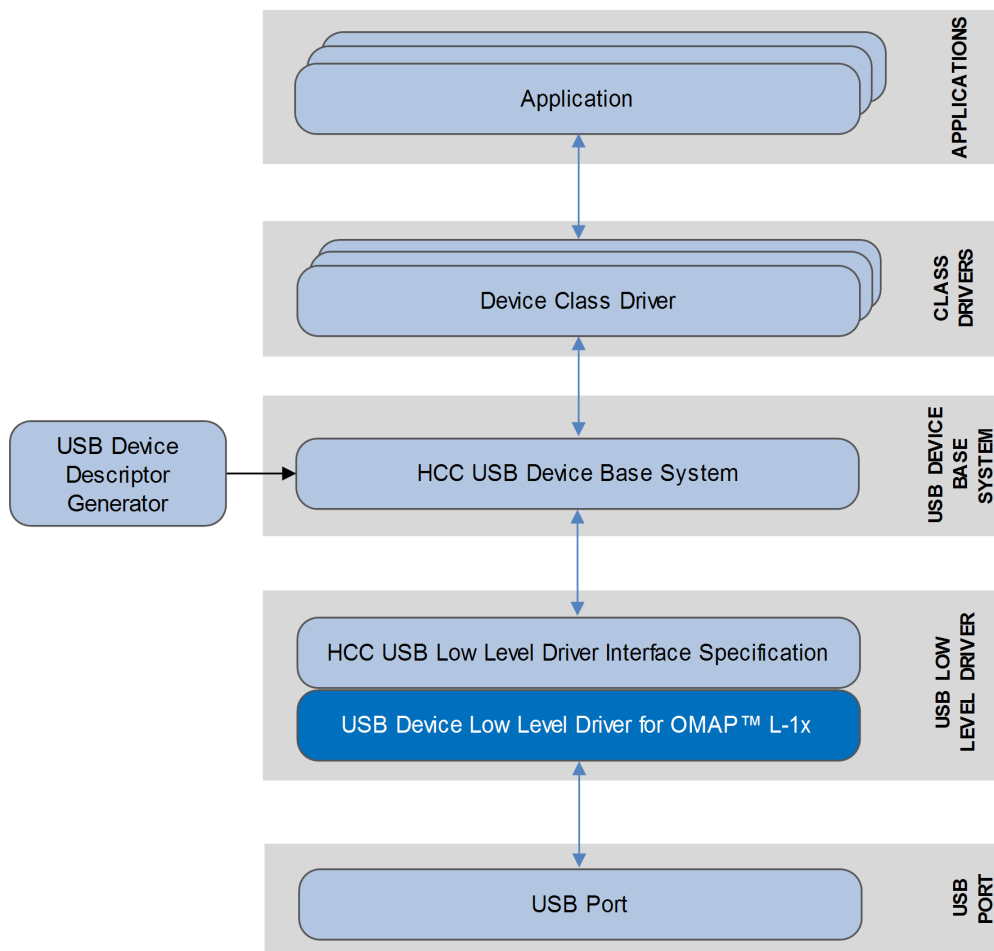 Application
APPLICATIONS
Device Class Driver
CLASS
DRIVERS
USB Device
Descriptor
Generator
HCC USB Device Base System
USB DEVICE
BASE
SYSTEM
HCC USB Low Level Driver Interface Specification
USB Device Low Level Driver for OMAP™ L-1x
USB LOW
LEVEL DRIVER
USB Port
USB
PORT